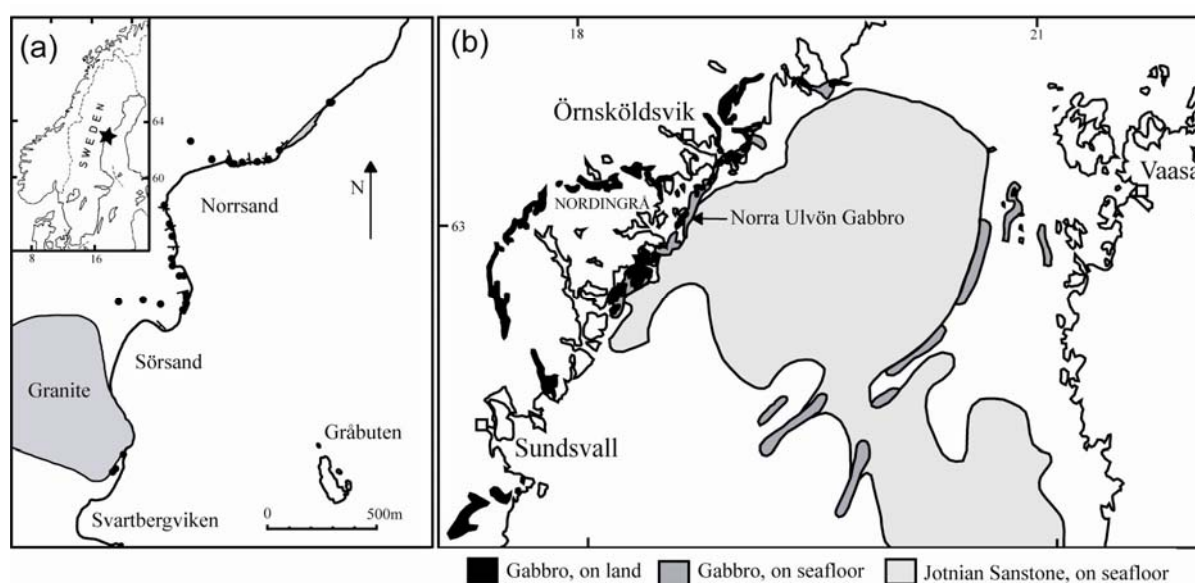 (a)
SWEDEN
64
60
8
16
N
Norrsand
Sörsand
Granite
Gråbuten
Svartbergviken
0
500m
(b)
18
21
63
Örnsköldsvik
NORDINGRÅ
Norra Ulvön Gabbro
Vaasa
Sundsvall
Gabbro, on land
Gabbro, on seafloor
Jotnian Sanstone, on seafloor